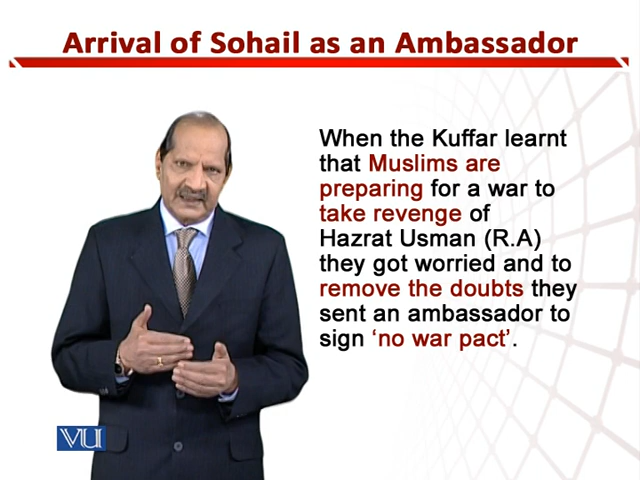 Arrival of Sohail as an Ambassador
When the Kuffar learnt
that Muslims are
preparing for a war to
take revenge of
Hazrat Usman (R.A)
they got worried and to
remove the doubts they
sent an ambassador to
sign ‘no war pact’.
VU